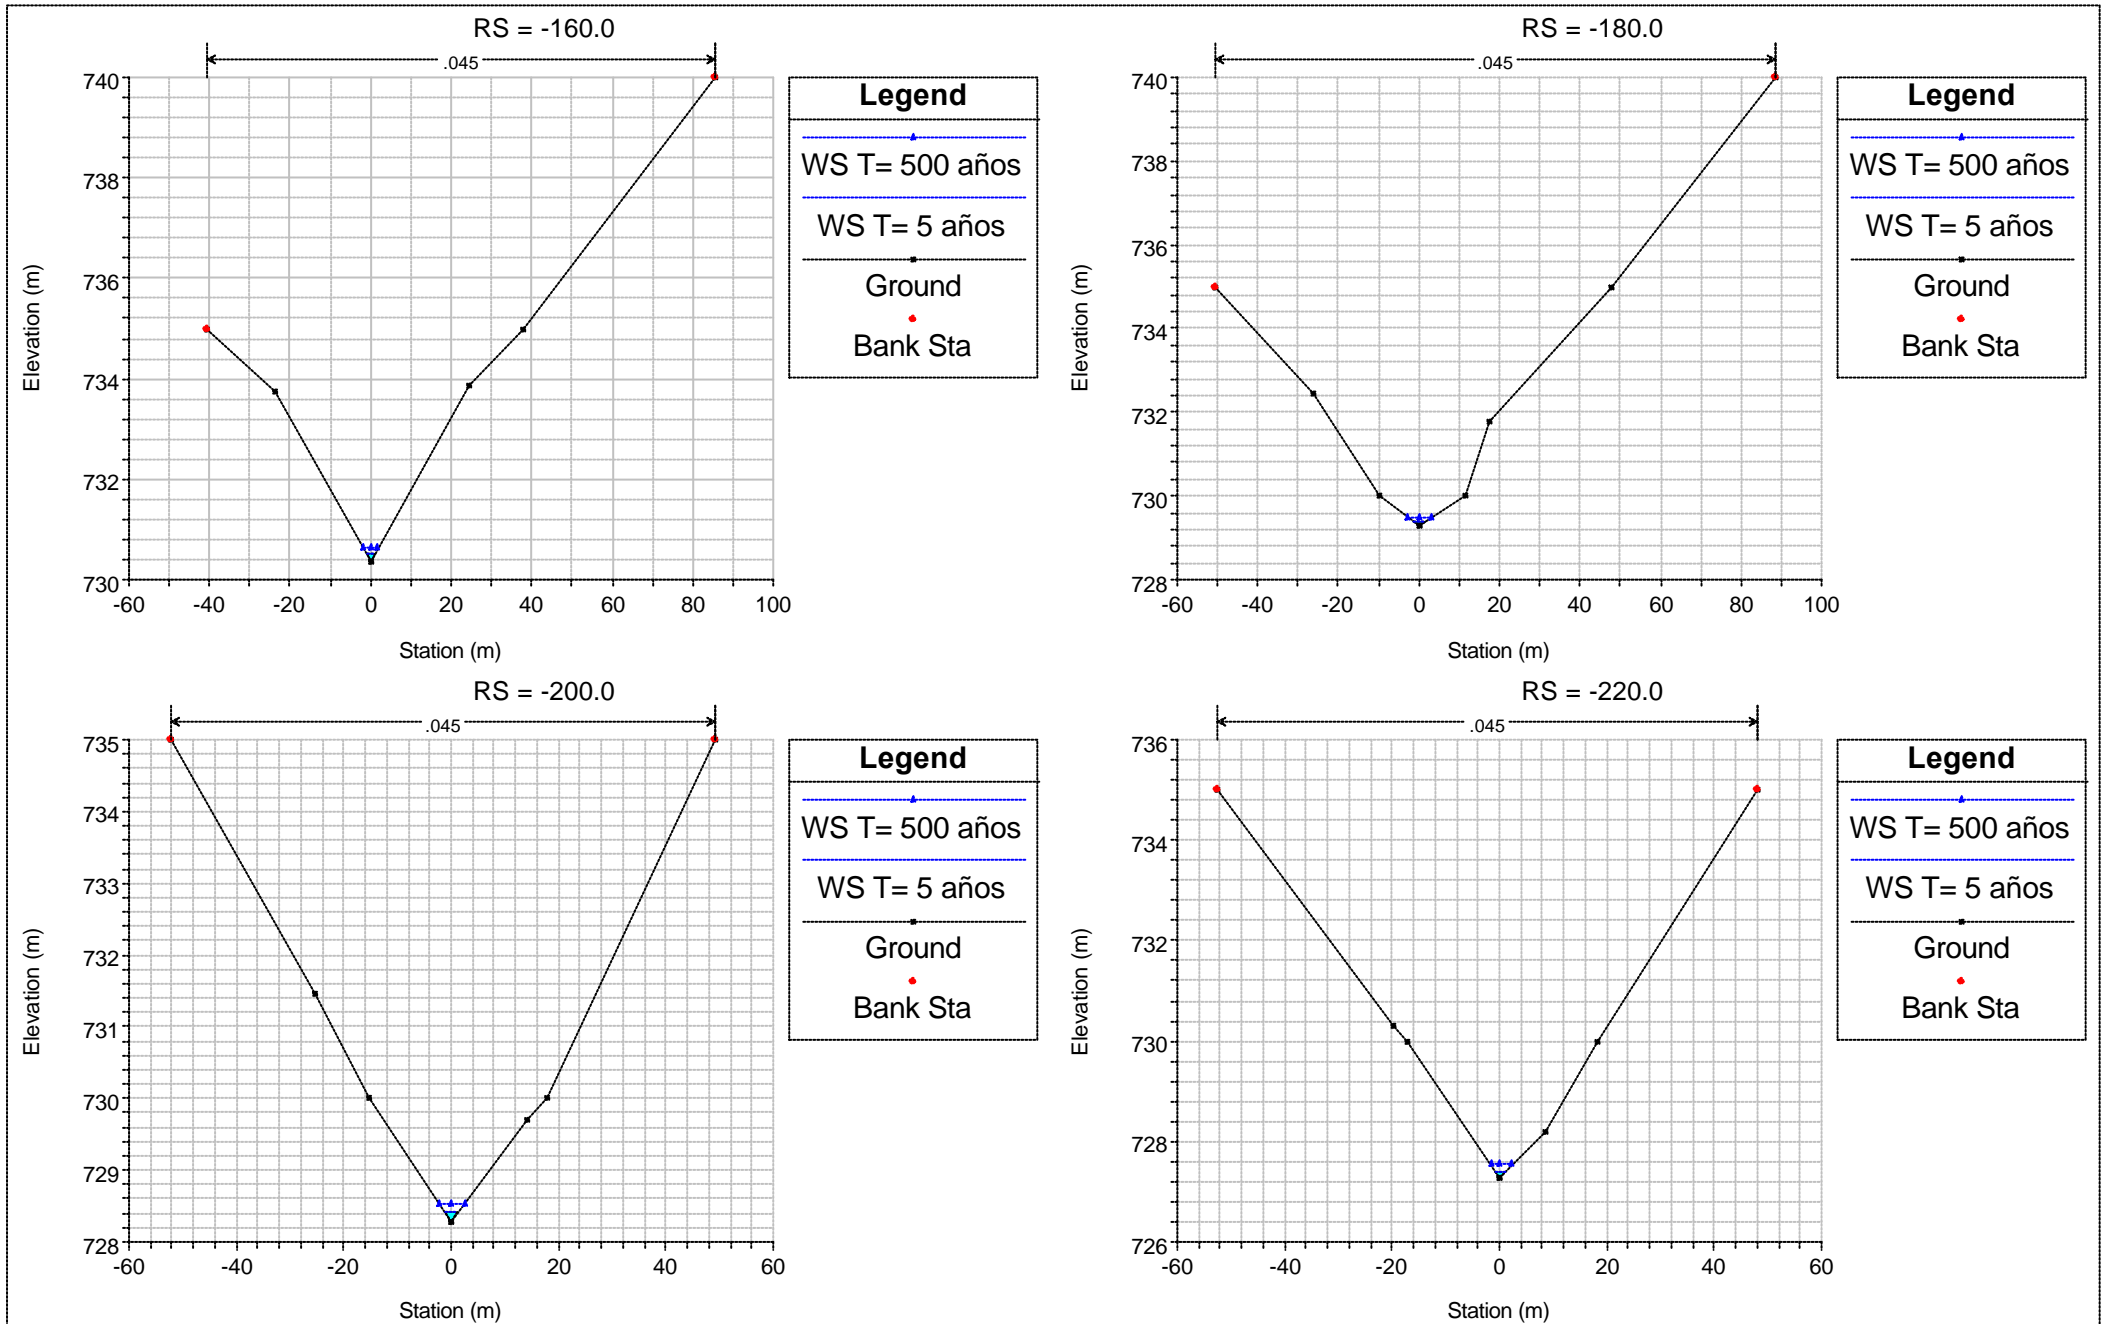 RS = -160.0
.045
Elevation (m)
740
738
736
734
732
730
-60 -40 -20 0 20 40 60 80 100
Station (m)
Legend
WS T= 500 años
WS T= 5 años
Ground
Bank Sta
RS = -180.0
.045
Elevation (m)
740
738
736
734
732
730
728
-60 -40 -20 0 20 40 60 80 100
Station (m)
Legend
WS T= 500 años
WS T= 5 años
Ground
Bank Sta
RS = -200.0
.045
Elevation (m)
735
734
733
732
731
730
729
728
-60 -40 -20 0 20 40 60
Station (m)
Legend
WS T= 500 años
WS T= 5 años
Ground
Bank Sta
RS = -220.0
.045
Elevation (m)
736
734
732
730
728
726
-60 -40 -20 0 20 40 60
Station (m)
Legend
WS T= 500 años
WS T= 5 años
Ground
Bank Sta